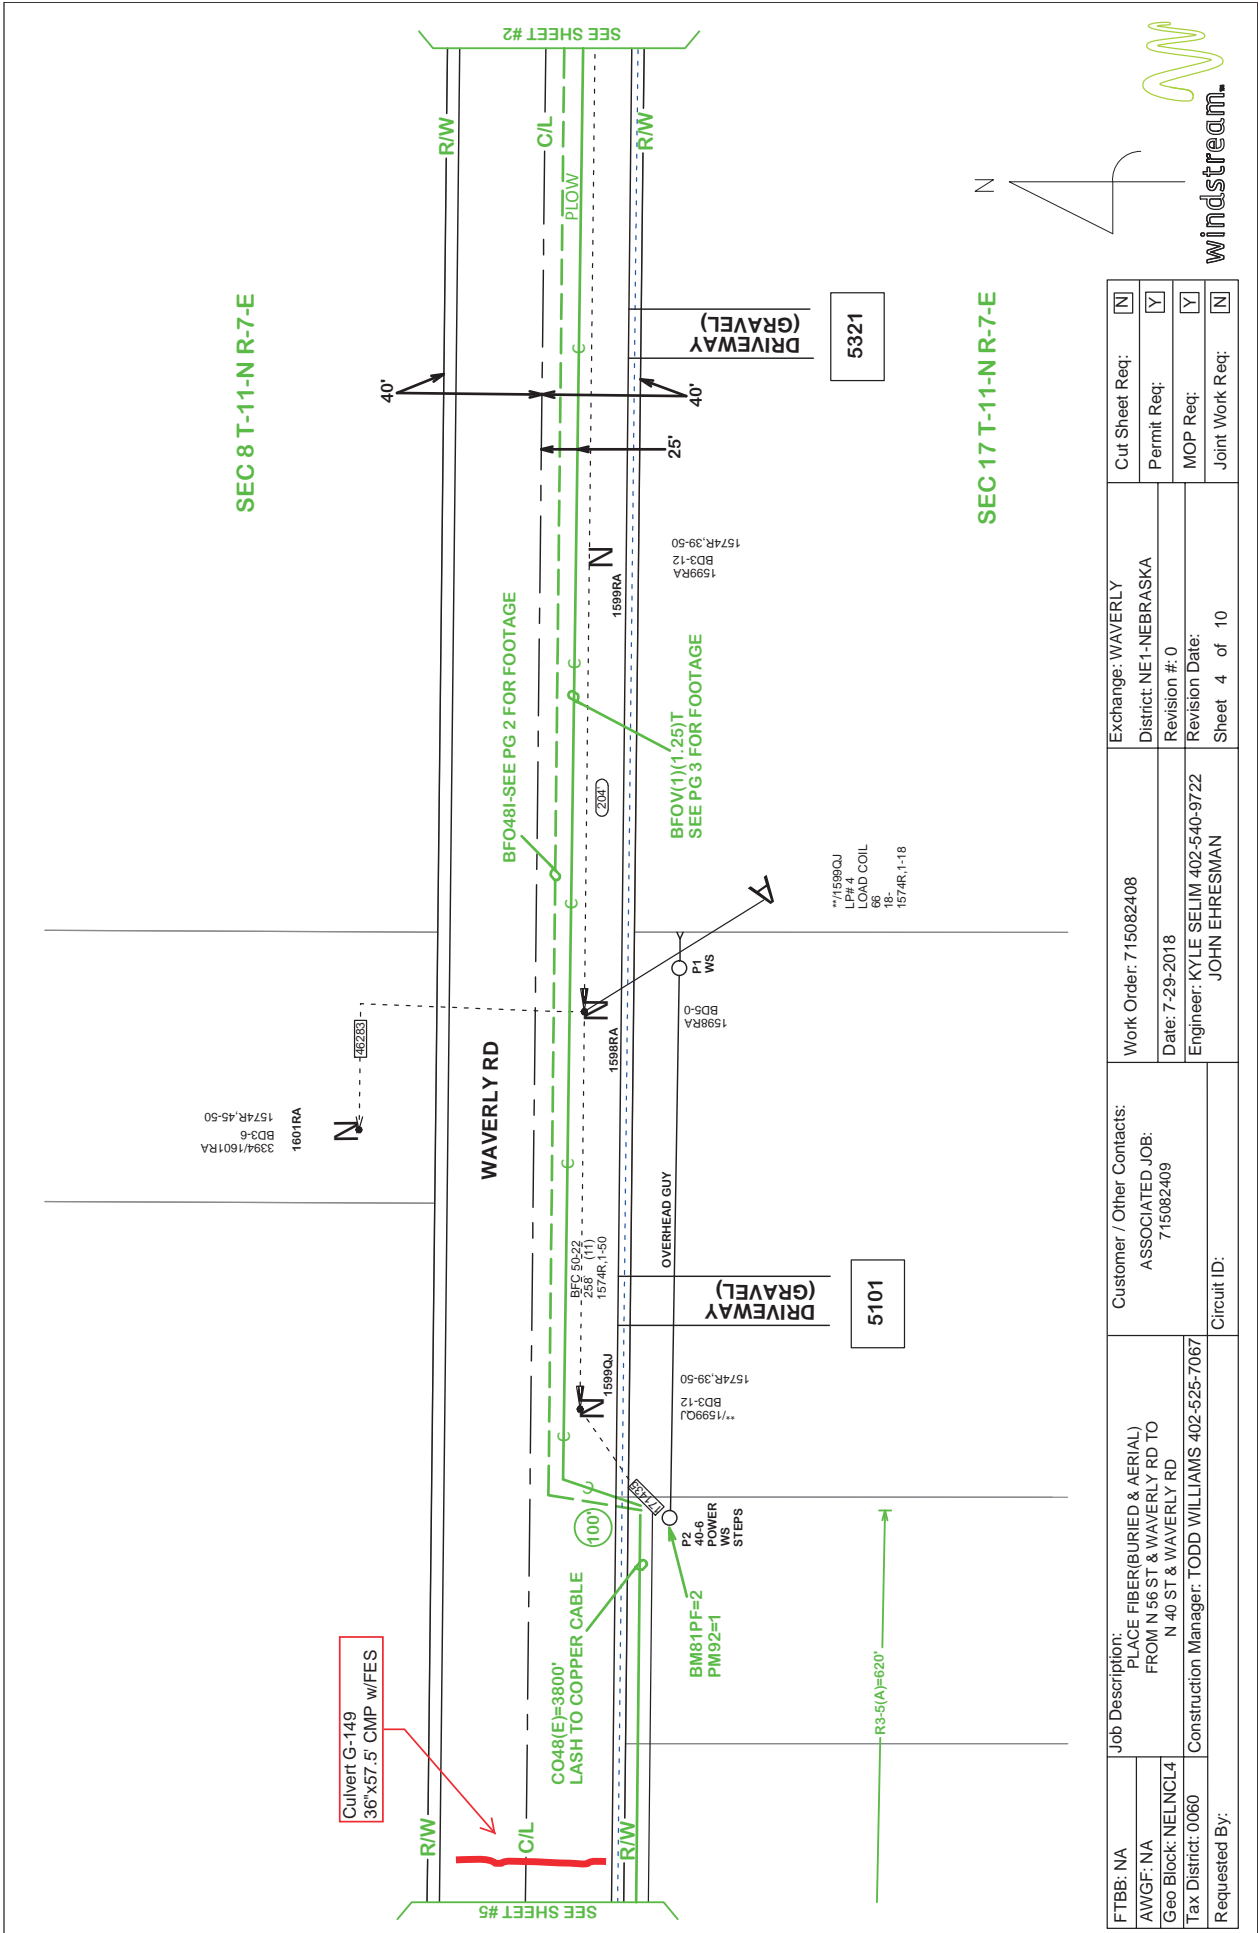 SEE SHEET #2
SEE SHEET #5
R/W
C/L
R/W
R/W
C/L
R/W
PLOW
SEC 8 T-11-N R-7-E
SEC 17 T-11-N R-7-E
40'
40'
25'
DRIVEWAY
(GRAVEL)
5321
DRIVEWAY
(GRAVEL)
5101
WAVERLY RD
BFO48I-SEE PG 2 FOR FOOTAGE
BFOV(1)(1.25)T
SEE PG 3 FOR FOOTAGE
204'
N
1599RA
1599RA
BD3-12
1574R,39-50
A
**/1599QJ
LP# 4
LOAD COIL
66
18-
1574R,1-18
46283
N
1601RA
3394/1601RA
BD3-6
1574R,45-50
N
1598RA
1598RA
BD5-0
P1
WS
OVERHEAD GUY
BFC 50-22
258' (11)
1574R,1-50
N
1599QJ
**/1599QJ
BD3-12
1574R,39-50
100'
P2
40-6
POWER
WS
STEPS
BM81PF=2
PM92=1
CO48(E)=3800'
LASH TO COPPER CABLE
R3-5(A)=620'
Culvert G-149
36"x57.5' CMP w/FES
N
windstream.
FTBB: NA
AWGF: NA
Geo Block: NELNCL4
Tax District: 0060
Requested By:
Job Description:
PLACE FIBER(BURIED & AERIAL)
FROM N 56 ST & WAVERLY RD TO
N 40 ST & WAVERLY RD
Construction Manager: TODD WILLIAMS 402-525-7067
Customer / Other Contacts:
ASSOCIATED JOB:
715082409
Circuit ID:
Work Order: 715082408
Date: 7-29-2018
Engineer: KYLE SELIM 402-540-9722
JOHN EHRESMAN
Exchange: WAVERLY
District: NE1-NEBRASKA
Revision #: 0
Revision Date:
Sheet 4 of 10
Cut Sheet Req: N
Permit Req: Y
MOP Req: Y
Joint Work Req: N